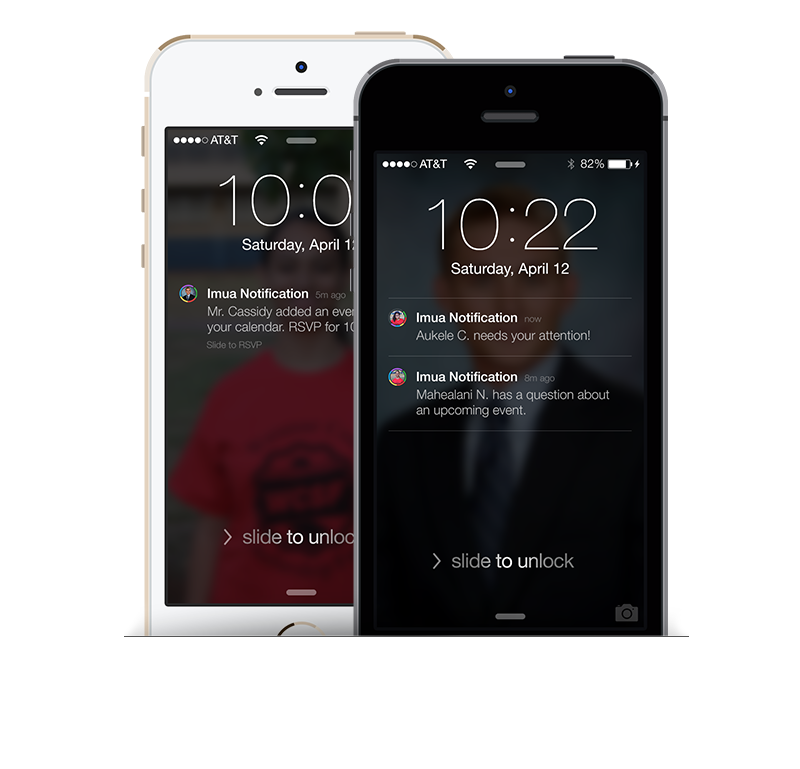 AT&T
10:0
Saturday, April 12
Imua Notification 5m ago
Mr. Cassidy added an eve
your calendar. RSVP for 10
Slide to RSVP
slide to unloc
AT&T 82%
10:22
Saturday, April 12
Imua Notification now
Aukele C. needs your attention!
Imua Notification 8m ago
Mahealani N. has a question about
an upcoming event.
slide to unlock